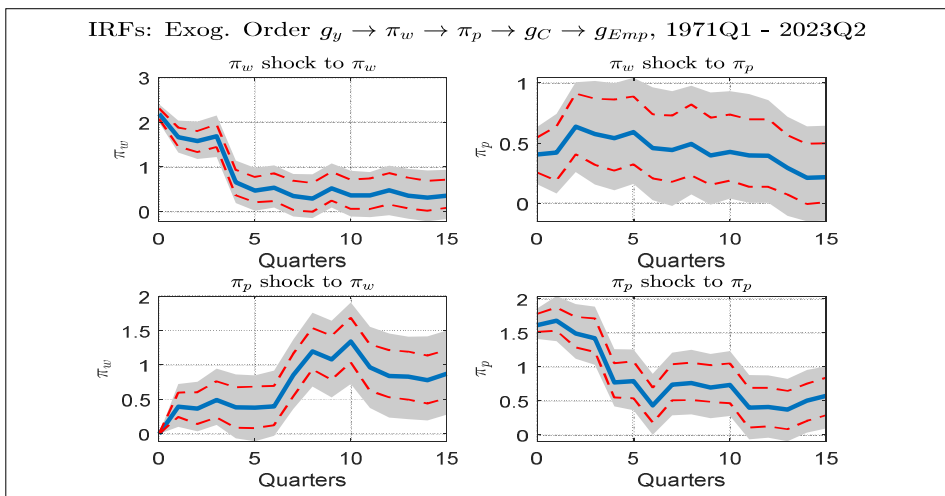 IRFs: Exog. Order g_y → π_w → π_p → g_C → g_Emp, 1971Q1 - 2023Q2
π_w shock to π_w
π_w
3
2
1
0
0 5 10 15
Quarters
π_w shock to π_p
π_p
1
0.5
0
0 5 10 15
Quarters
π_p shock to π_w
π_w
2
1.5
1
0.5
0
0 5 10 15
Quarters
π_p shock to π_p
π_p
2
1.5
1
0.5
0
0 5 10 15
Quarters